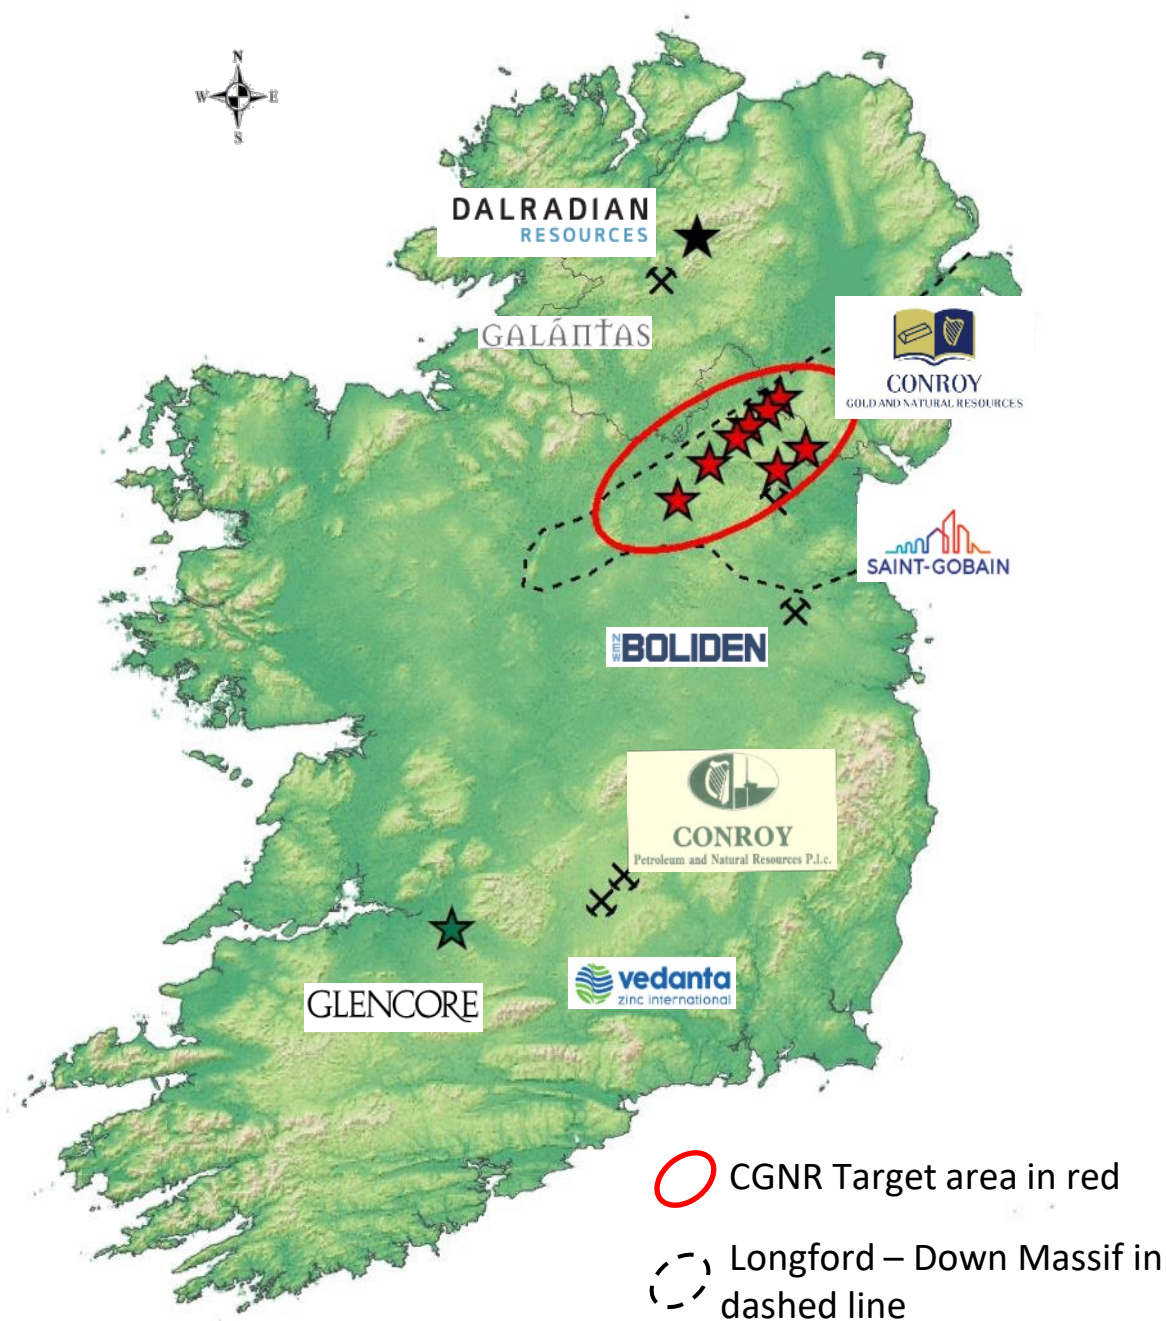 N
W E
S
DALRADIAN
RESOURCES
GALÁNTAS
CONROY
GOLD AND NATURAL RESOURCES
SAINT-GOBAIN
NEW BOLIDEN
CONROY
Petroleum and Natural Resources P.l.c.
vedanta
zinc international
GLENCORE
CGNR Target area in red
Longford – Down Massif in
dashed line